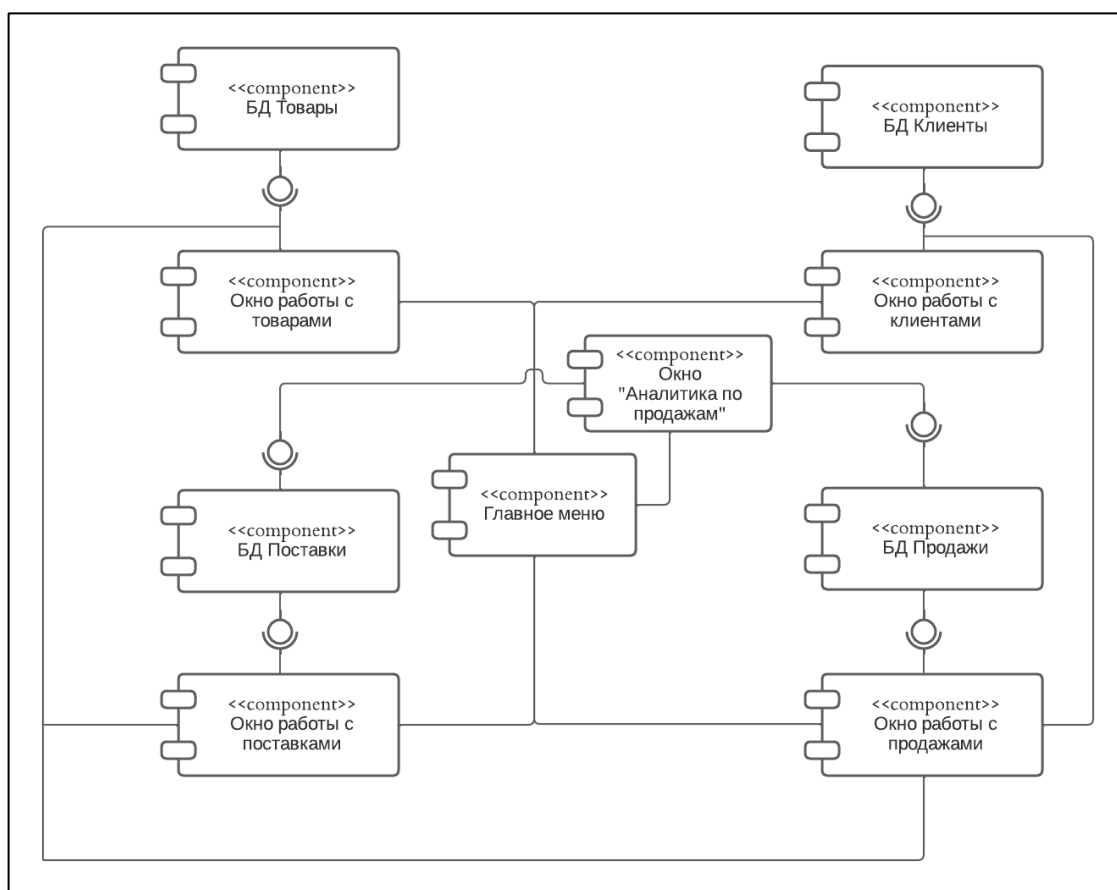 <<component>>
БД Товары
<<component>>
БД Клиенты
<<component>>
Окно работы с
товарами
<<component>>
Окно работы с
клиентами
<<component>>
Окно
"Аналитика по
продажам"
<<component>>
Главное меню
<<component>>
БД Поставки
<<component>>
БД Продажи
<<component>>
Окно работы с
поставками
<<component>>
Окно работы с
продажами